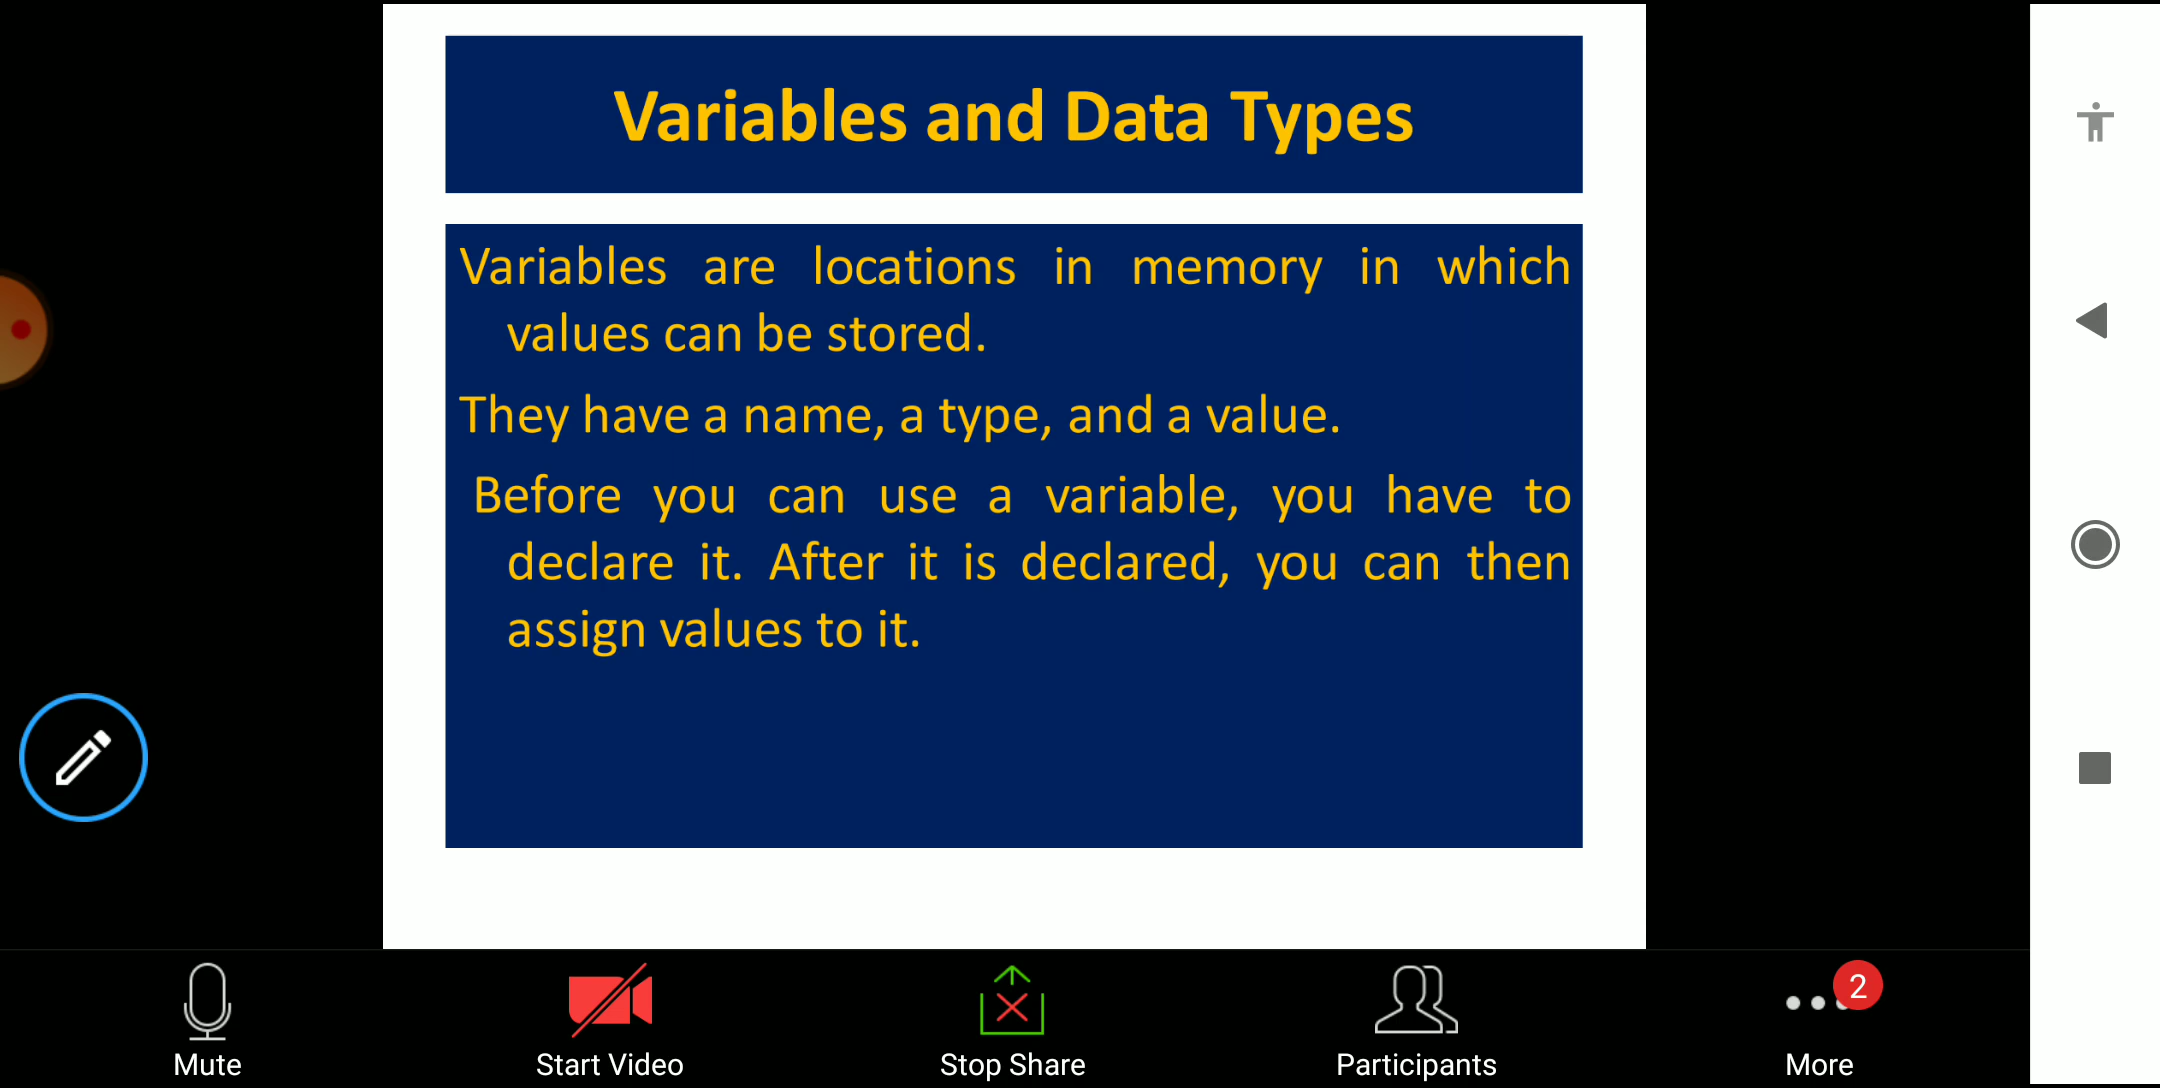 Variables and Data Types
Variables are locations in memory in which
values can be stored.
They have a name, a type, and a value.
Before you can use a variable, you have to
declare it. After it is declared, you can then
assign values to it.
2
Mute
Start Video
Stop Share
Participants
More